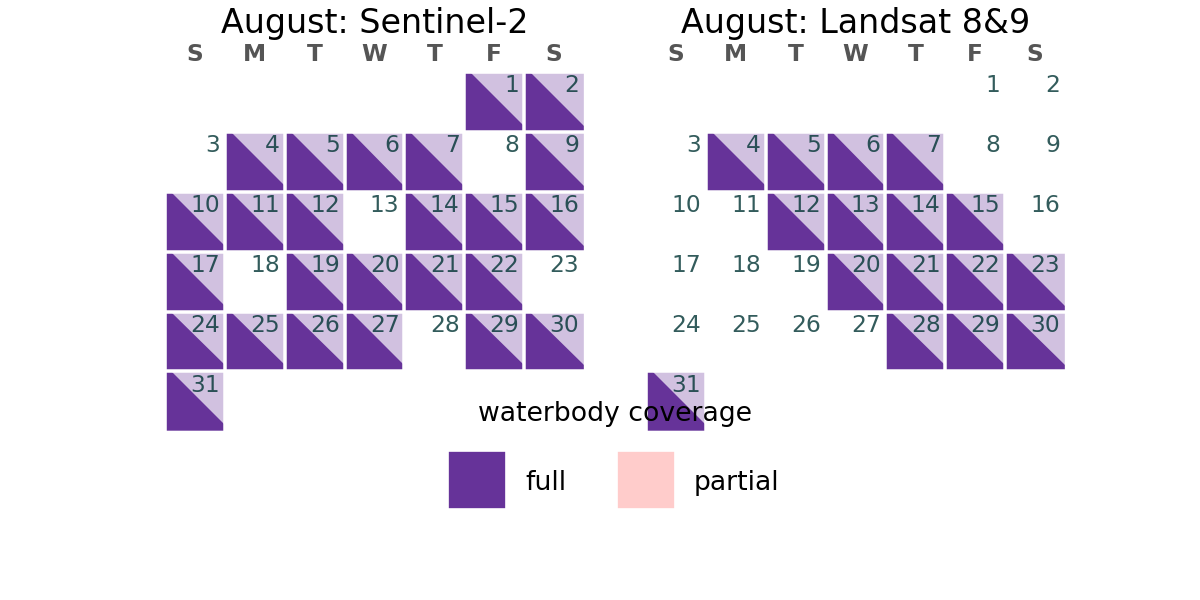 August: Sentinel-2
S M T W T F S
1 2
3 4 5 6 7 8 9
10 11 12 13 14 15 16
17 18 19 20 21 22 23
24 25 26 27 28 29 30
31
August: Landsat 8&9
S M T W T F S
1 2
3 4 5 6 7 8 9
10 11 12 13 14 15 16
17 18 19 20 21 22 23
24 25 26 27 28 29 30
31
waterbody coverage
full partial